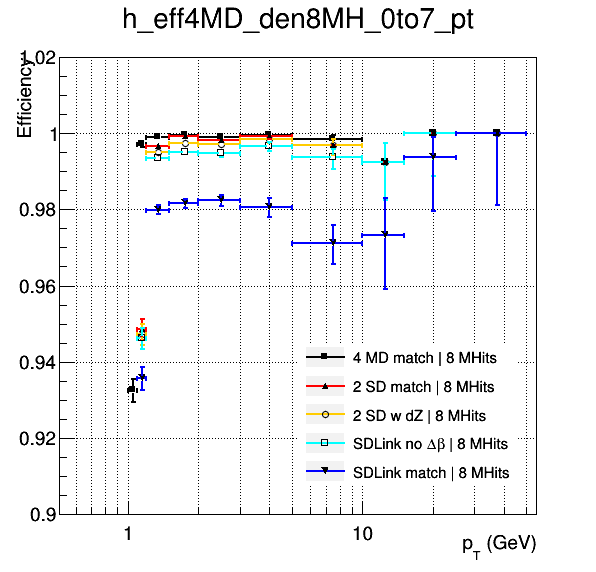 h_eff4MD_den8MH_0to7_pt
Efficiency
1.02
1
0.98
0.96
0.94
0.92
0.9
4 MD match | 8 MHits
2 SD match | 8 MHits
2 SD w dZ | 8 MHits
SDLink no Δβ | 8 MHits
SDLink match | 8 MHits
1
10
p_T (GeV)